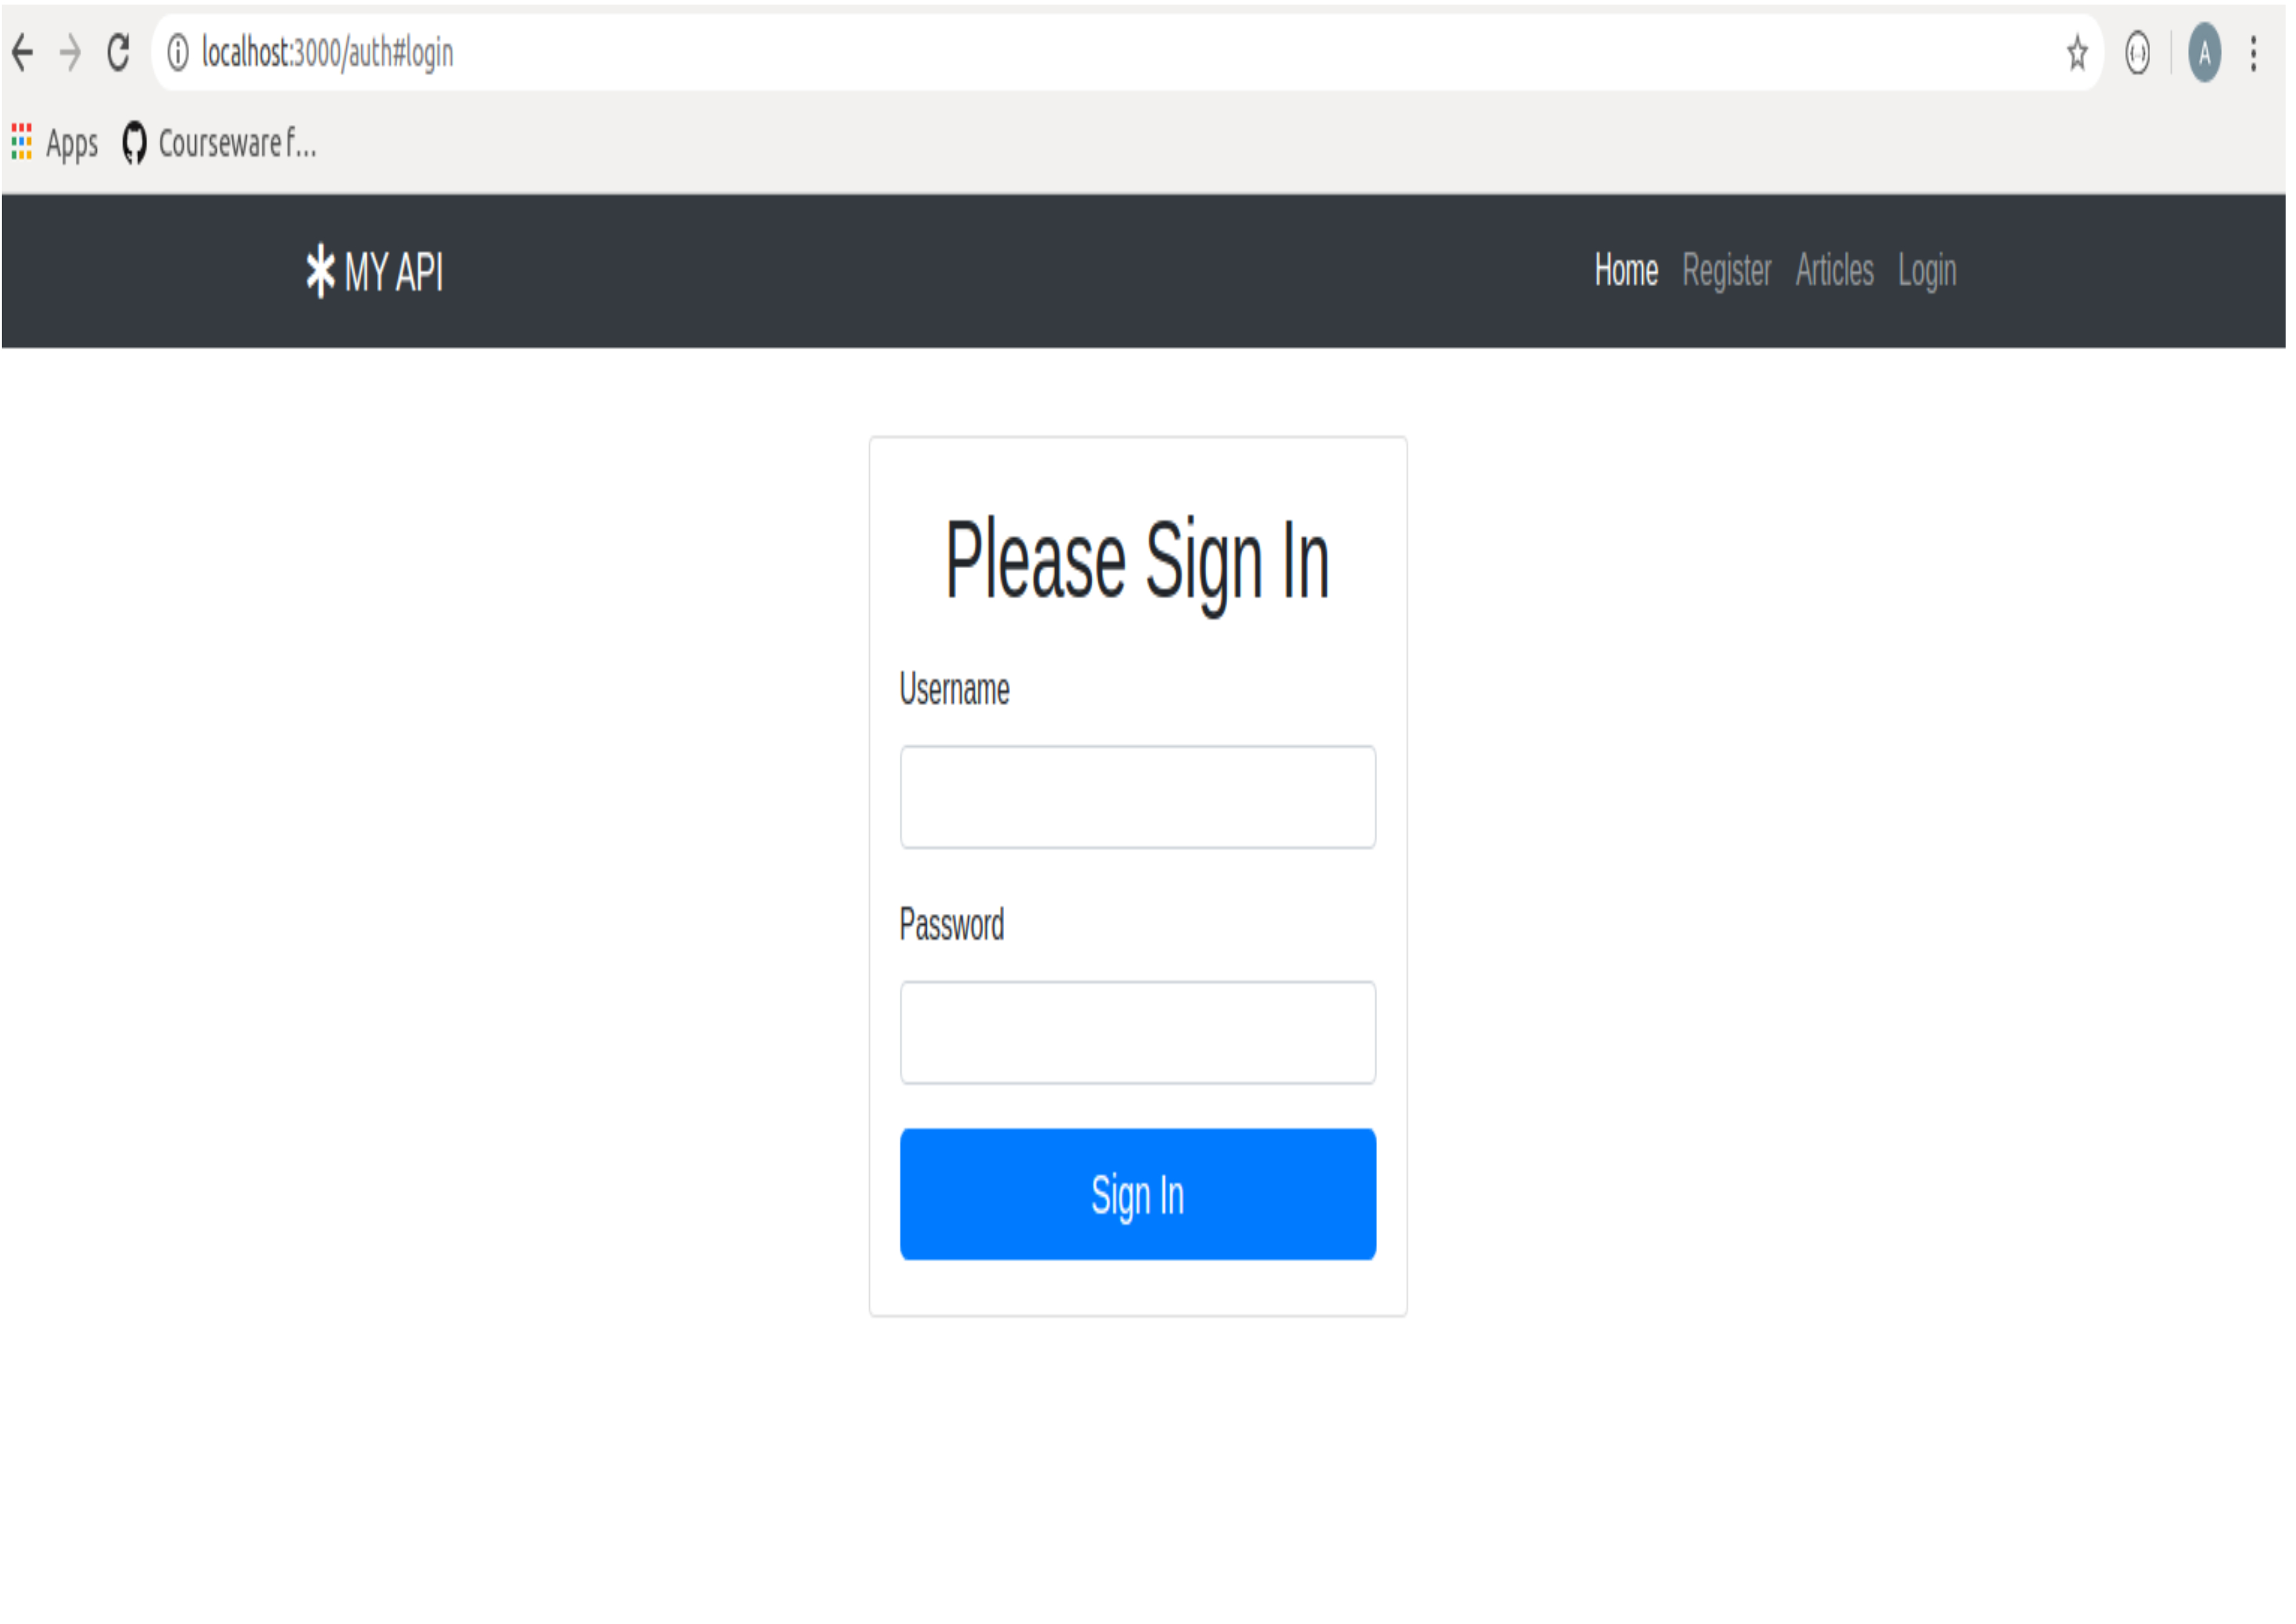 localhost:3000/auth#login
A
Apps Courseware f...
MY API Home Register Articles Login
Please Sign In
Username
Password
Sign In